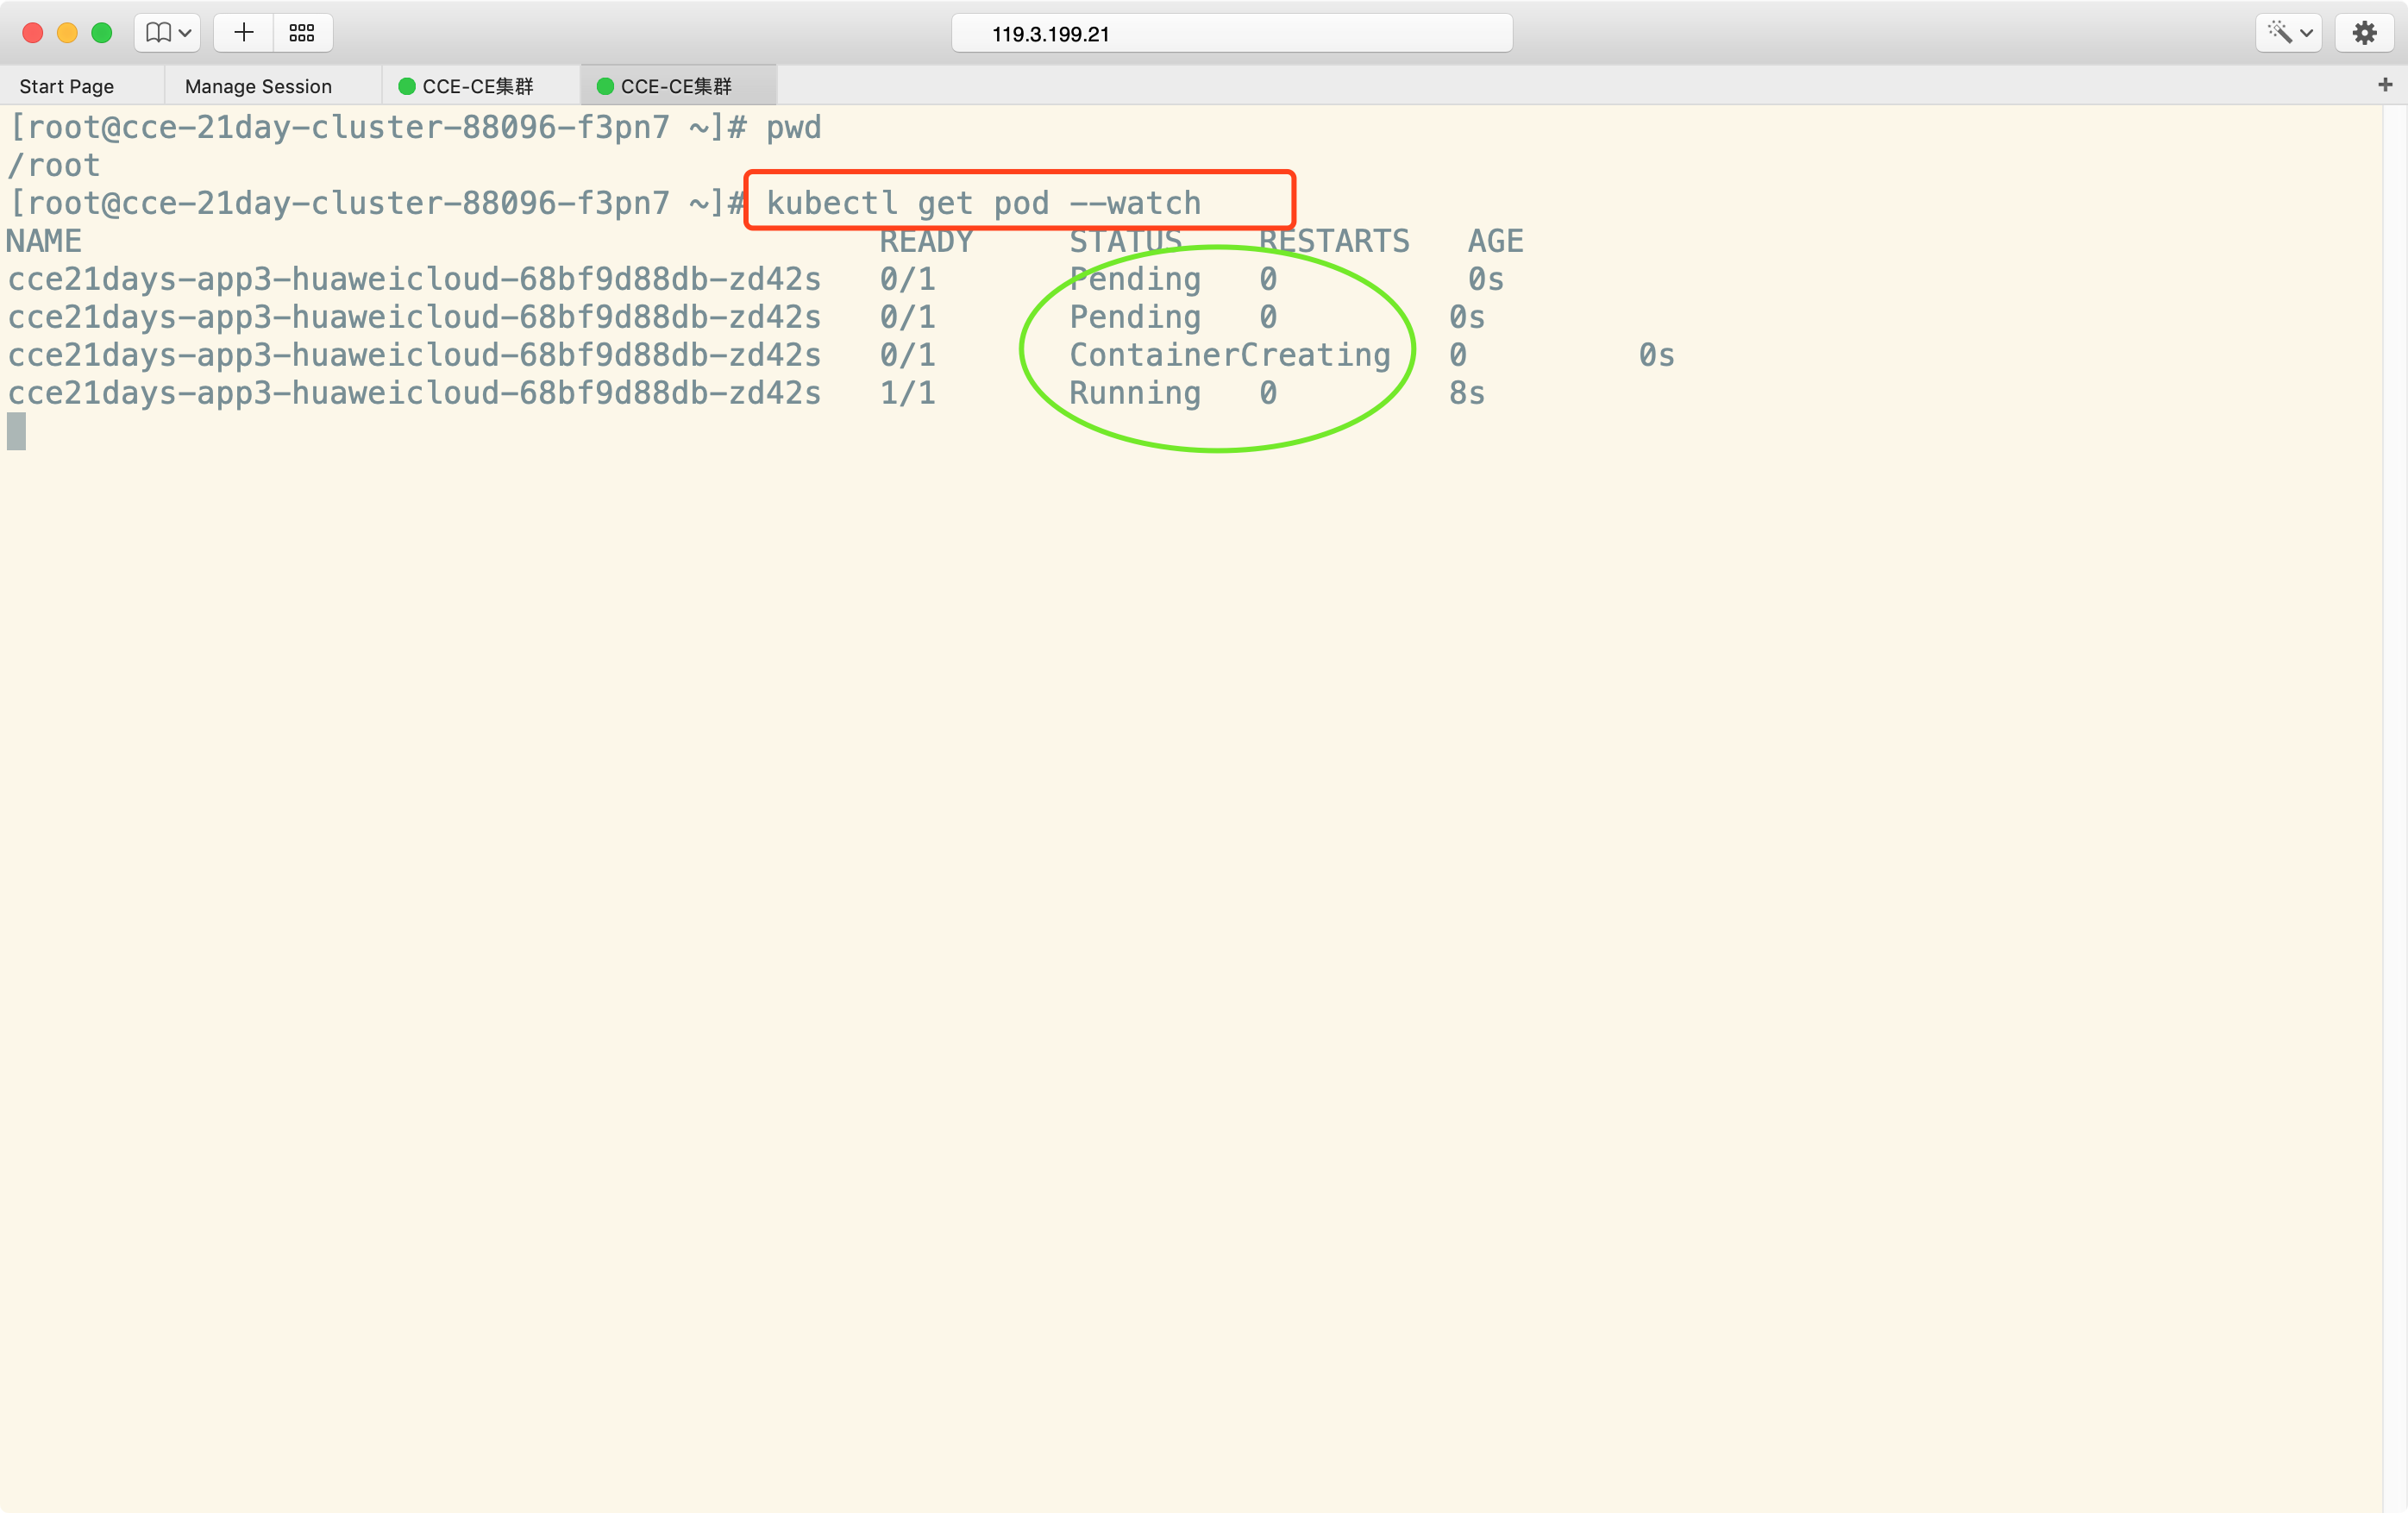 119.3.199.21
Start Page Manage Session CCE-CE集群 CCE-CE集群
[root@cce-21day-cluster-88096-f3pn7 ~]# pwd
/root
[root@cce-21day-cluster-88096-f3pn7 ~]# kubectl get pod --watch
NAME READY STATUS RESTARTS AGE
cce21days-app3-huaweicloud-68bf9d88db-zd42s 0/1 Pending 0 0s
cce21days-app3-huaweicloud-68bf9d88db-zd42s 0/1 Pending 0 0s
cce21days-app3-huaweicloud-68bf9d88db-zd42s 0/1 ContainerCreating 0 0s
cce21days-app3-huaweicloud-68bf9d88db-zd42s 1/1 Running 0 8s